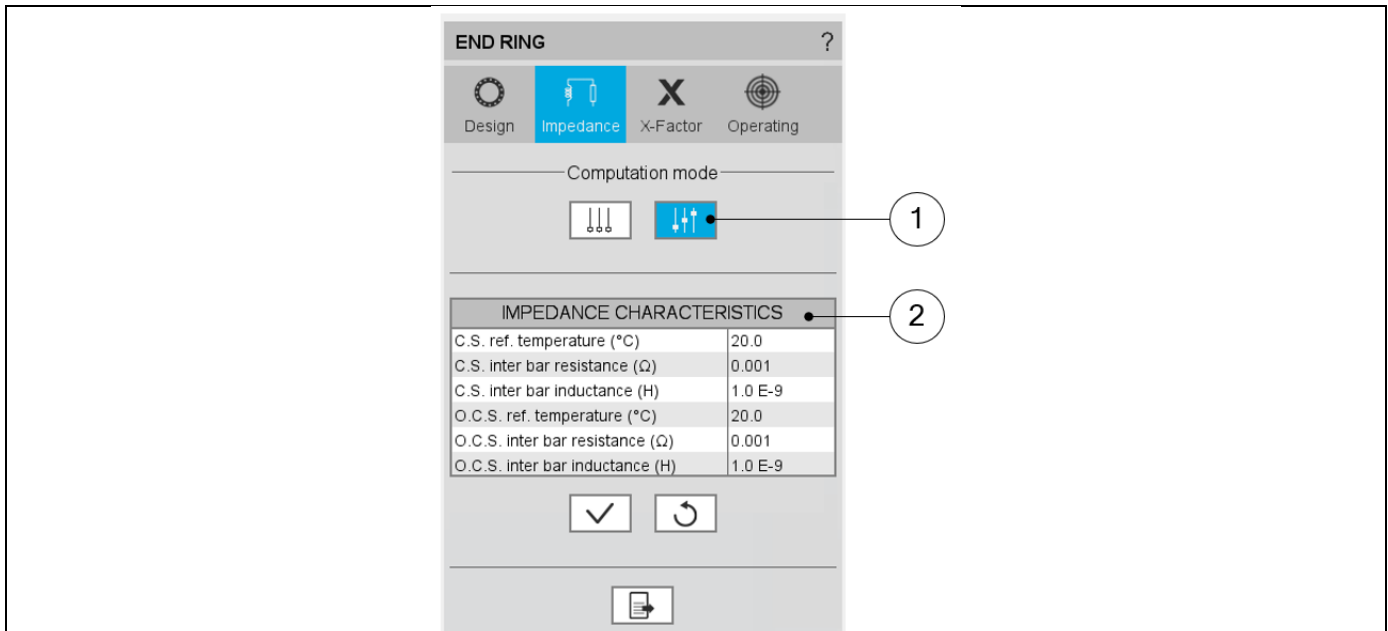 END RING ?
Design Impedance X-Factor Operating
Computation mode
1
IMPEDANCE CHARACTERISTICS
2
C.S. ref. temperature (°C) 20.0
C.S. inter bar resistance (Ω) 0.001
C.S. inter bar inductance (H) 1.0 E-9
O.C.S. ref. temperature (°C) 20.0
O.C.S. inter bar resistance (Ω) 0.001
O.C.S. inter bar inductance (H) 1.0 E-9